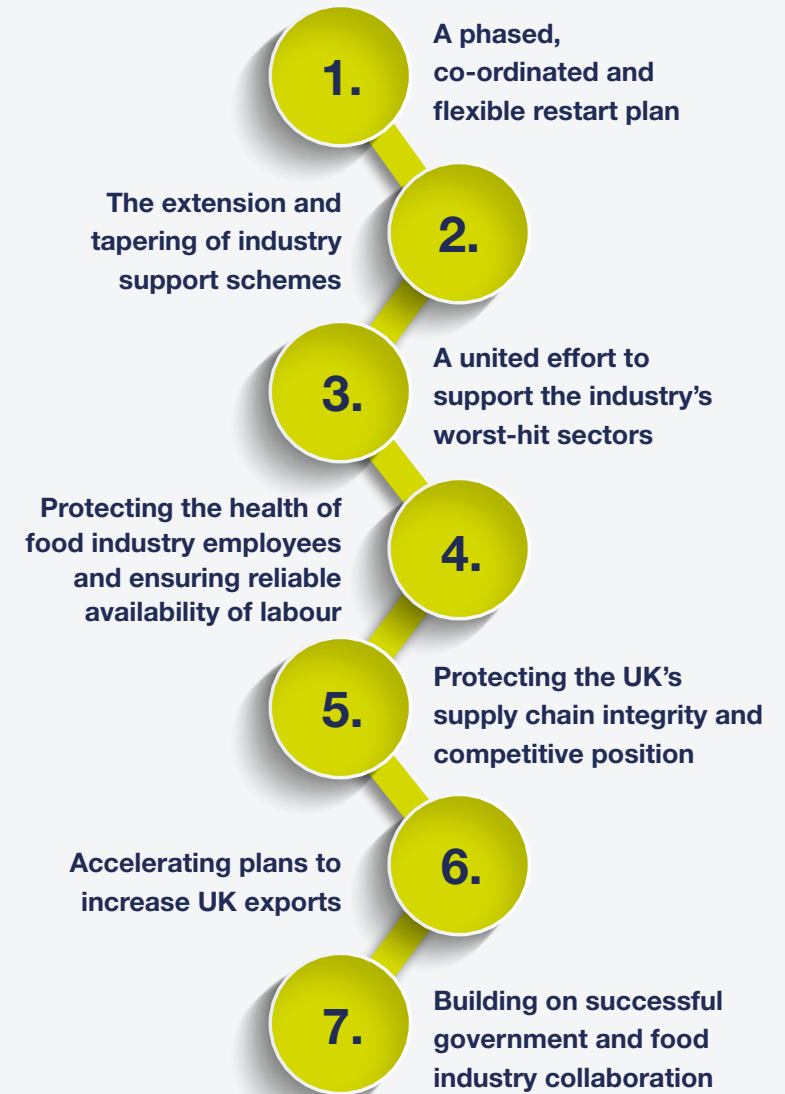 1.
A phased,
co-ordinated and
flexible restart plan
2.
The extension and
tapering of industry
support schemes
3.
A united effort to
support the industry’s
worst-hit sectors
4.
Protecting the health of
food industry employees
and ensuring reliable
availability of labour
5.
Protecting the UK’s
supply chain integrity and
competitive position
6.
Accelerating plans to
increase UK exports
7.
Building on successful
government and food
industry collaboration